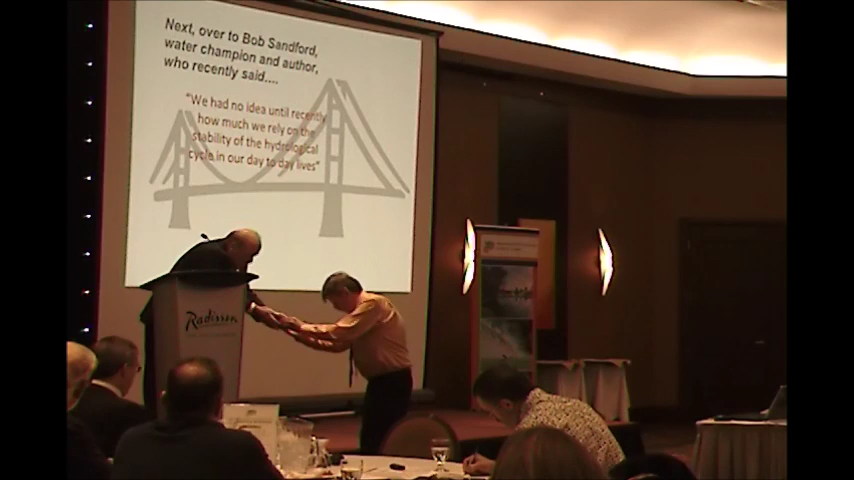 Next, over to Bob Sandford,
water champion and author,
who recently said....
"We had no idea until recently
how much we rely on the
stability of the hydrological
cycle in our day to day lives"
Radisson